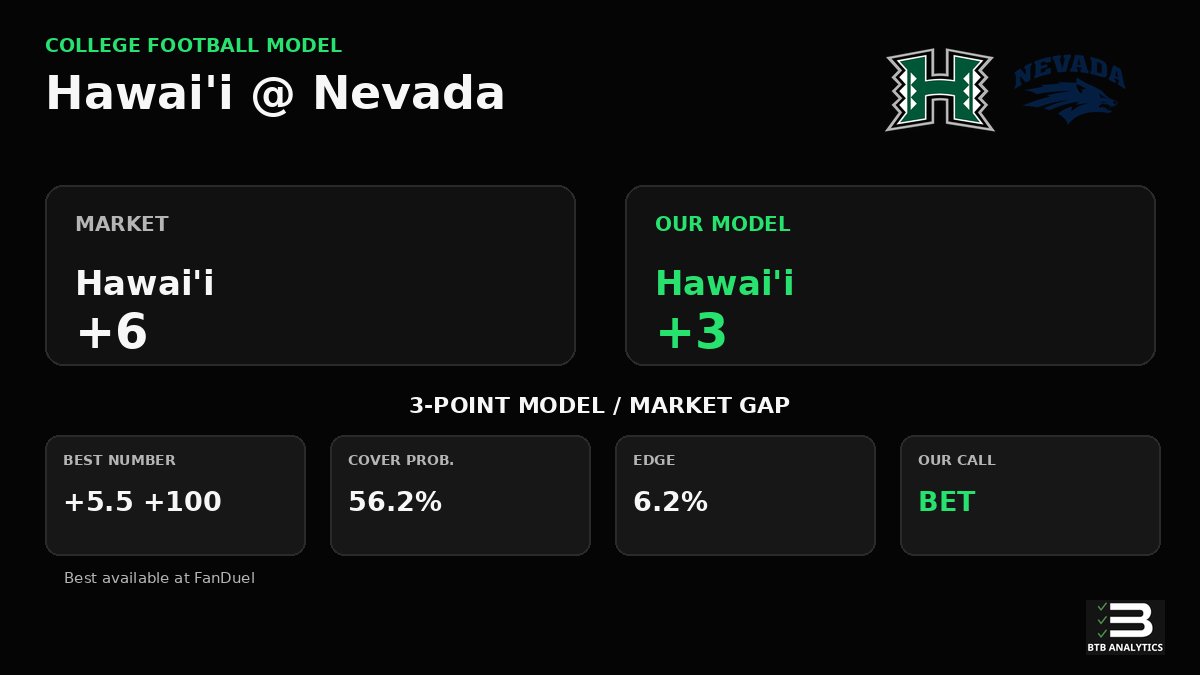 COLLEGE FOOTBALL MODEL
Hawai'i @ Nevada
H
NEVADA
MARKET
Hawai'i
+6
OUR MODEL
Hawai'i
+3
3-POINT MODEL / MARKET GAP
BEST NUMBER
+5.5 +100
COVER PROB.
56.2%
EDGE
6.2%
OUR CALL
BET
Best available at FanDuel
B
BTB ANALYTICS